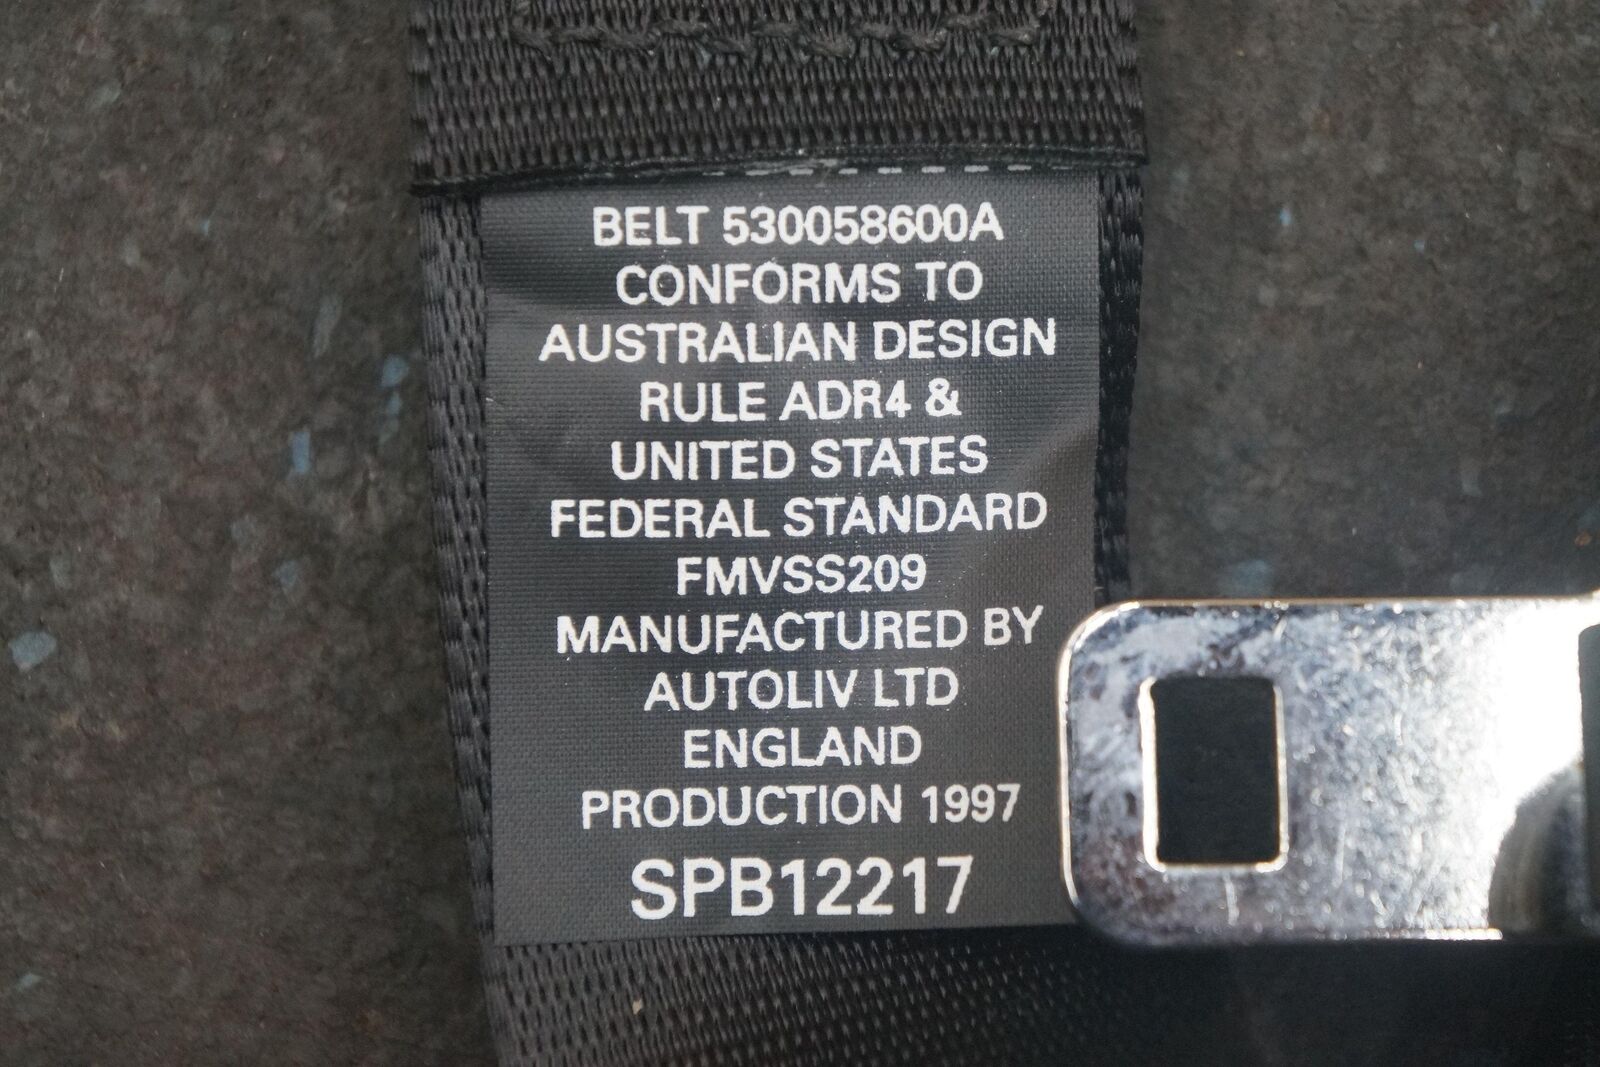 BELT 530058600A
CONFORMS TO
AUSTRALIAN DESIGN
RULE ADR4 &
UNITED STATES
FEDERAL STANDARD
FMVSS209
MANUFACTURED BY
AUTOLIV LTD
ENGLAND
PRODUCTION 1997
SPB12217